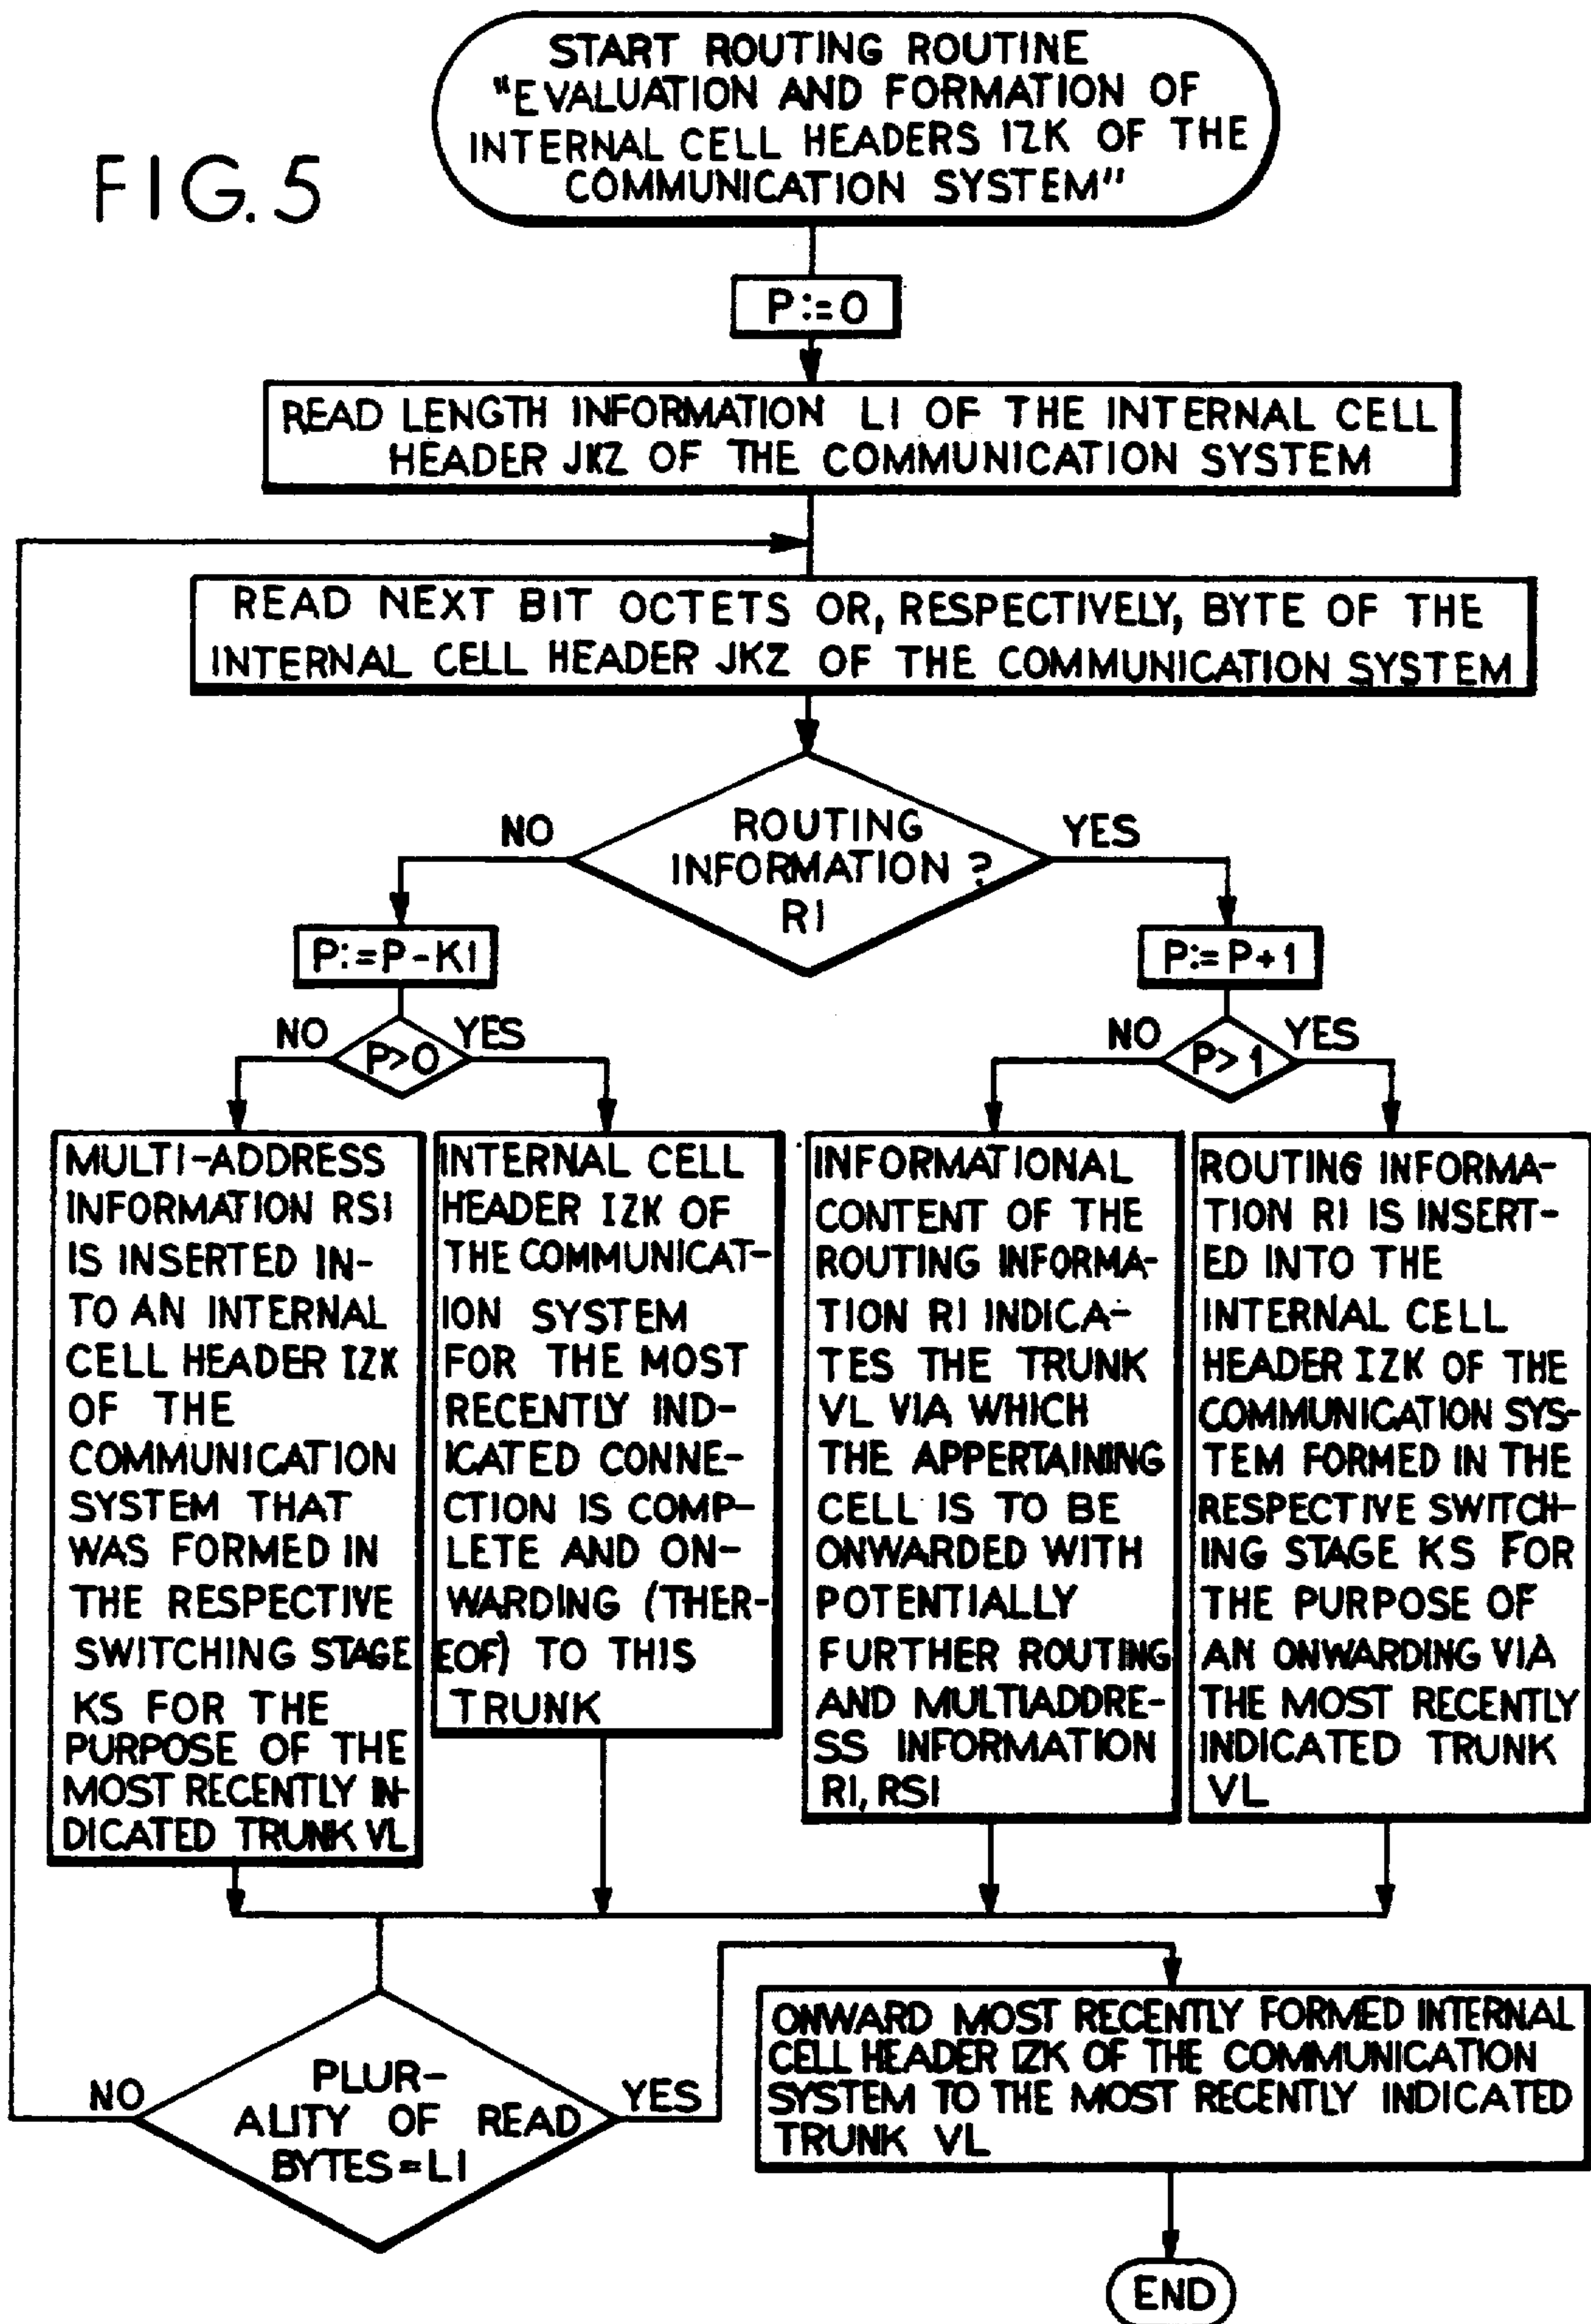 FIG. 5
START ROUTING ROUTINE
"EVALUATION AND FORMATION OF
INTERNAL CELL HEADERS IZK OF THE
COMMUNICATION SYSTEM"
P:=0
READ LENGTH INFORMATION LI OF THE INTERNAL CELL
HEADER JKZ OF THE COMMUNICATION SYSTEM
READ NEXT BIT OCTETS OR, RESPECTIVELY, BYTE OF THE
INTERNAL CELL HEADER JKZ OF THE COMMUNICATION SYSTEM
NO
ROUTING
INFORMATION ?
RI
YES
P:=P-KI
P:=P+1
NO
P>0
YES
NO
P>1
YES
MULTI-ADDRESS
INFORMATION RSI
IS INSERTED IN-
TO AN INTERNAL
CELL HEADER IZK
OF THE
COMMUNICATION
SYSTEM THAT
WAS FORMED IN
THE RESPECTIVE
SWITCHING STAGE
KS FOR THE
PURPOSE OF THE
MOST RECENTLY IN-
DICATED TRUNK VL
INTERNAL CELL
HEADER IZK OF
THE COMMUNICAT-
ION SYSTEM
FOR THE MOST
RECENTLY IND-
ICATED CONNE-
CTION IS COMP-
LETE AND ON-
WARDING (THER-
EOF) TO THIS
TRUNK
INFORMATIONAL
CONTENT OF THE
ROUTING INFORMA-
TION RI INDICA-
TES THE TRUNK
VL VIA WHICH
THE APPERTAINING
CELL IS TO BE
ONWARDED WITH
POTENTIALLY
FURTHER ROUTING
AND MULTIADDRE-
SS INFORMATION
RI, RSI
ROUTING INFORMA-
TION RI IS INSERT-
ED INTO THE
INTERNAL CELL
HEADER IZK OF THE
COMMUNICATION SYS-
TEM FORMED IN THE
RESPECTIVE SWITCH-
ING STAGE KS FOR
THE PURPOSE OF
AN ONWARDING VIA
THE MOST RECENTLY
INDICATED TRUNK
VL
NO
PLUR-
ALITY OF READ
BYTES=LI
YES
ONWARD MOST RECENTLY FORMED INTERNAL
CELL HEADER IZK OF THE COMMUNICATION
SYSTEM TO THE MOST RECENTLY INDICATED
TRUNK VL
END